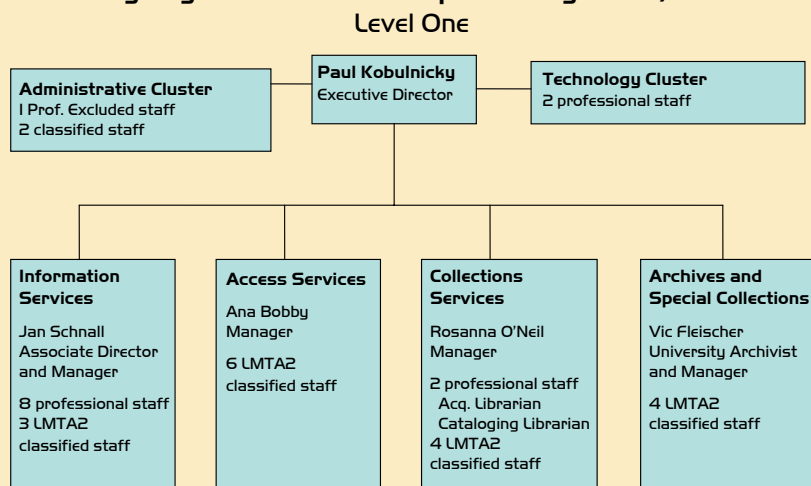 Level One
Administrative Cluster
1 Prof. Excluded staff
2 classified staff
Paul Kobulnicky
Executive Director
Technology Cluster
2 professional staff
Information
Services
Jan Schnall
Associate Director
and Manager
8 professional staff
3 LMTA2
classified staff
Access Services
Ana Bobby
Manager
6 LMTA2
classified staff
Collections
Services
Rosanna O'Neil
Manager
2 professional staff
Acq. Librarian
Cataloging Librarian
4 LMTA2
classified staff
Archives and
Special Collections
Vic Fleischer
University Archivist
and Manager
4 LMTA2
classified staff